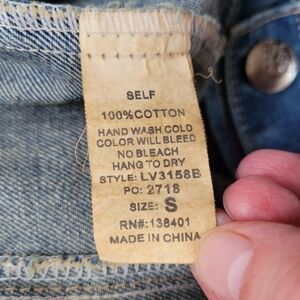 SELF
100%COTTON
HAND WASH COLD
COLOR WILL BLEED
NO BLEACH
HANG TO DRY
STYLE: LV3158B
PO: 2718
SIZE: S
RN#:138401
MADE IN CHINA